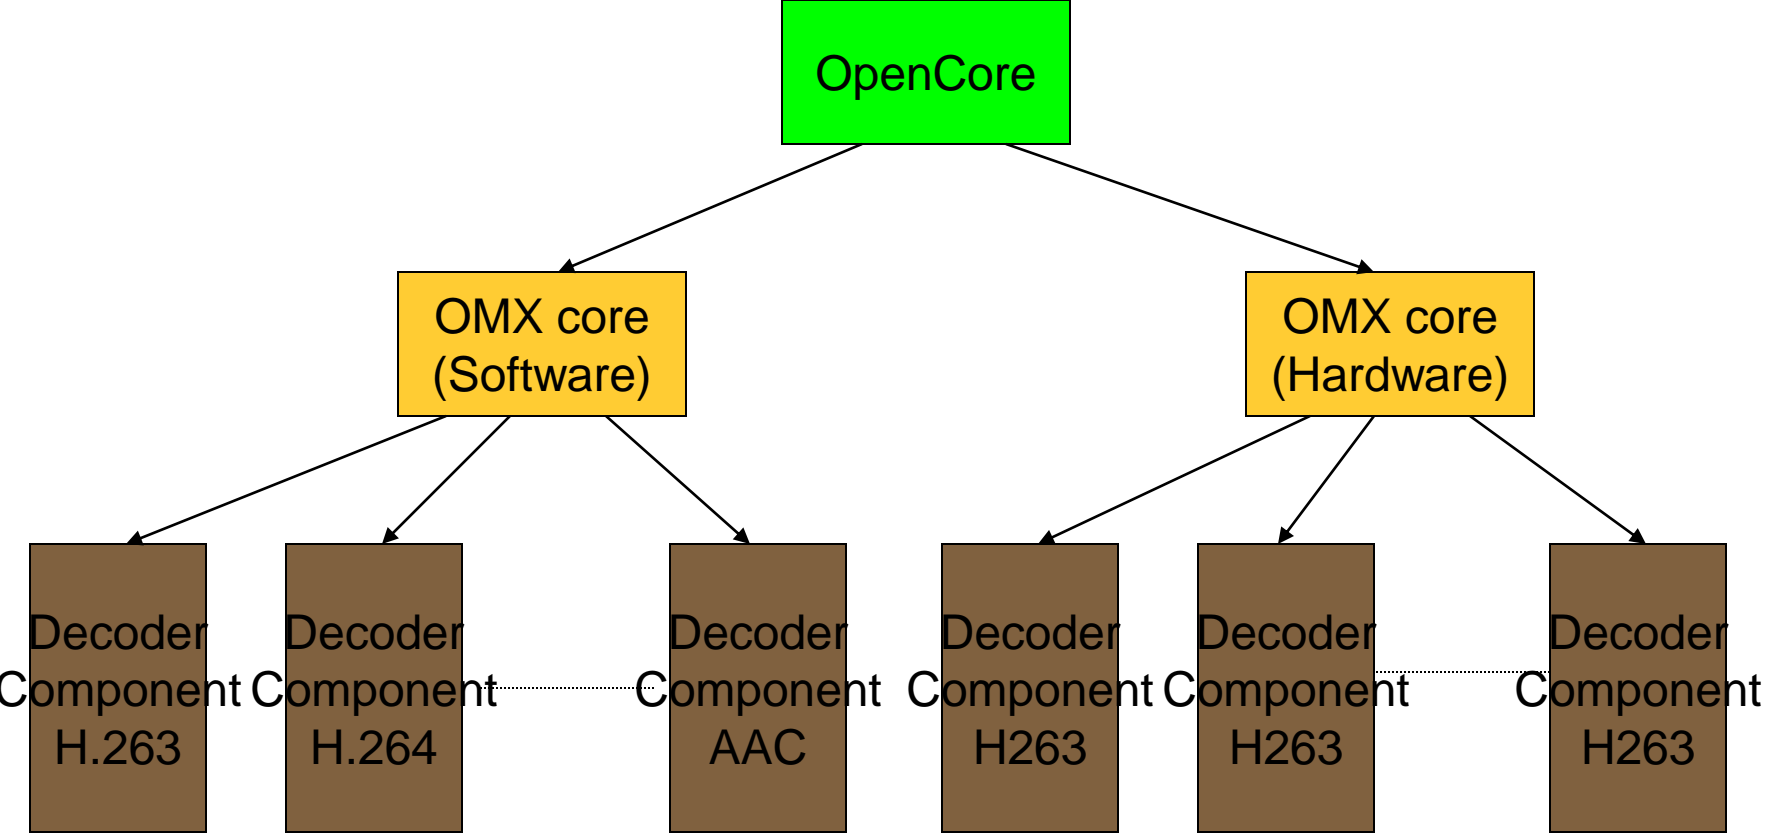 OpenCore
OMX core
(Software)
OMX core
(Hardware)
Decoder
Component
H.263
Decoder
Component
H.264
Decoder
Component
AAC
Decoder
Component
H263
Decoder
Component
H263
Decoder
Component
H263